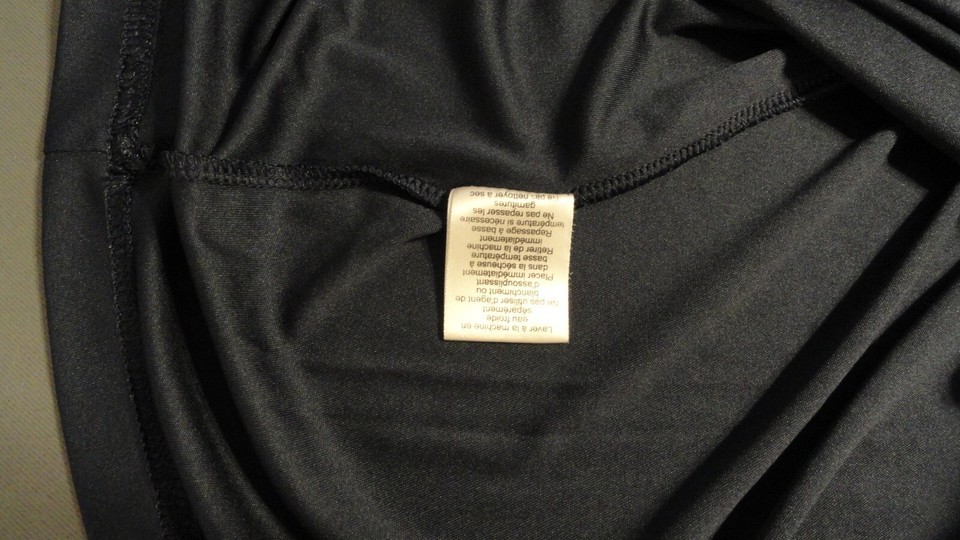 Laver à la machine en
eau froide
séparément
Ne pas utiliser d'agent de
blanchiment ou
d'assouplissant
Placer immédiatement
dans la sécheuse à
basse température
Retirer de la machine
immédiatement
Repassage à basse
température si nécessaire
Ne pas repasser les
garnitures
Ne pas nettoyer à sec